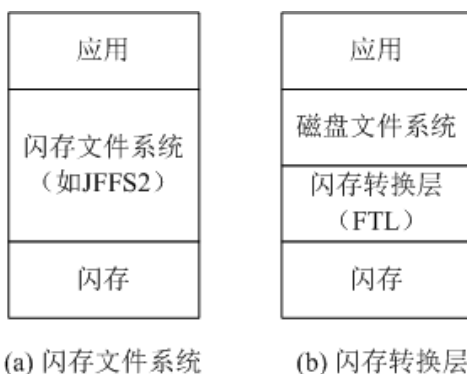 应用
闪存文件系统
（如JFFS2）
闪存
(a) 闪存文件系统
应用
磁盘文件系统
闪存转换层
（FTL）
闪存
(b) 闪存转换层